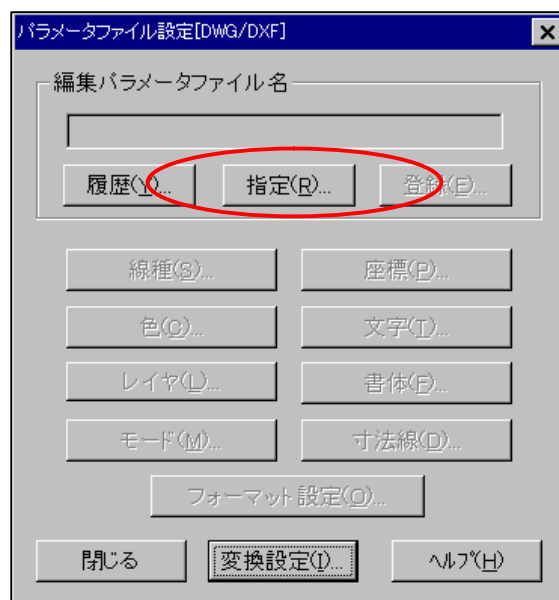 パラメータファイル設定[DWG/DXF]
編集パラメータファイル名
履歴(Y)... 指定(R)... 登録(E)...
線種(S)... 座標(P)...
色(C)... 文字(T)...
レイヤ(L)... 書体(F)...
モード(M)... 寸法線(D)...
フォーマット設定(O)...
閉じる 変換設定(I)... ﾍﾙﾌﾟ(H)